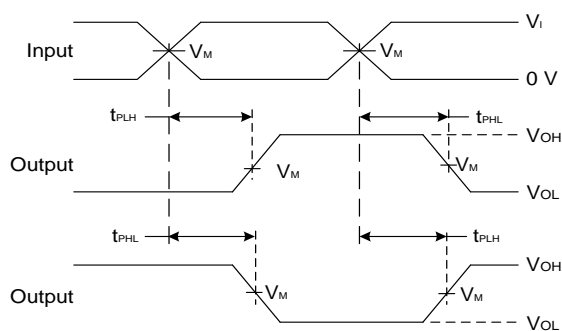 VI
Input VM VM
0 V
tPLH tPHL
VOH
Output VM VM
VOL
tPHL tPLH
VOH
Output VM VM
VOL